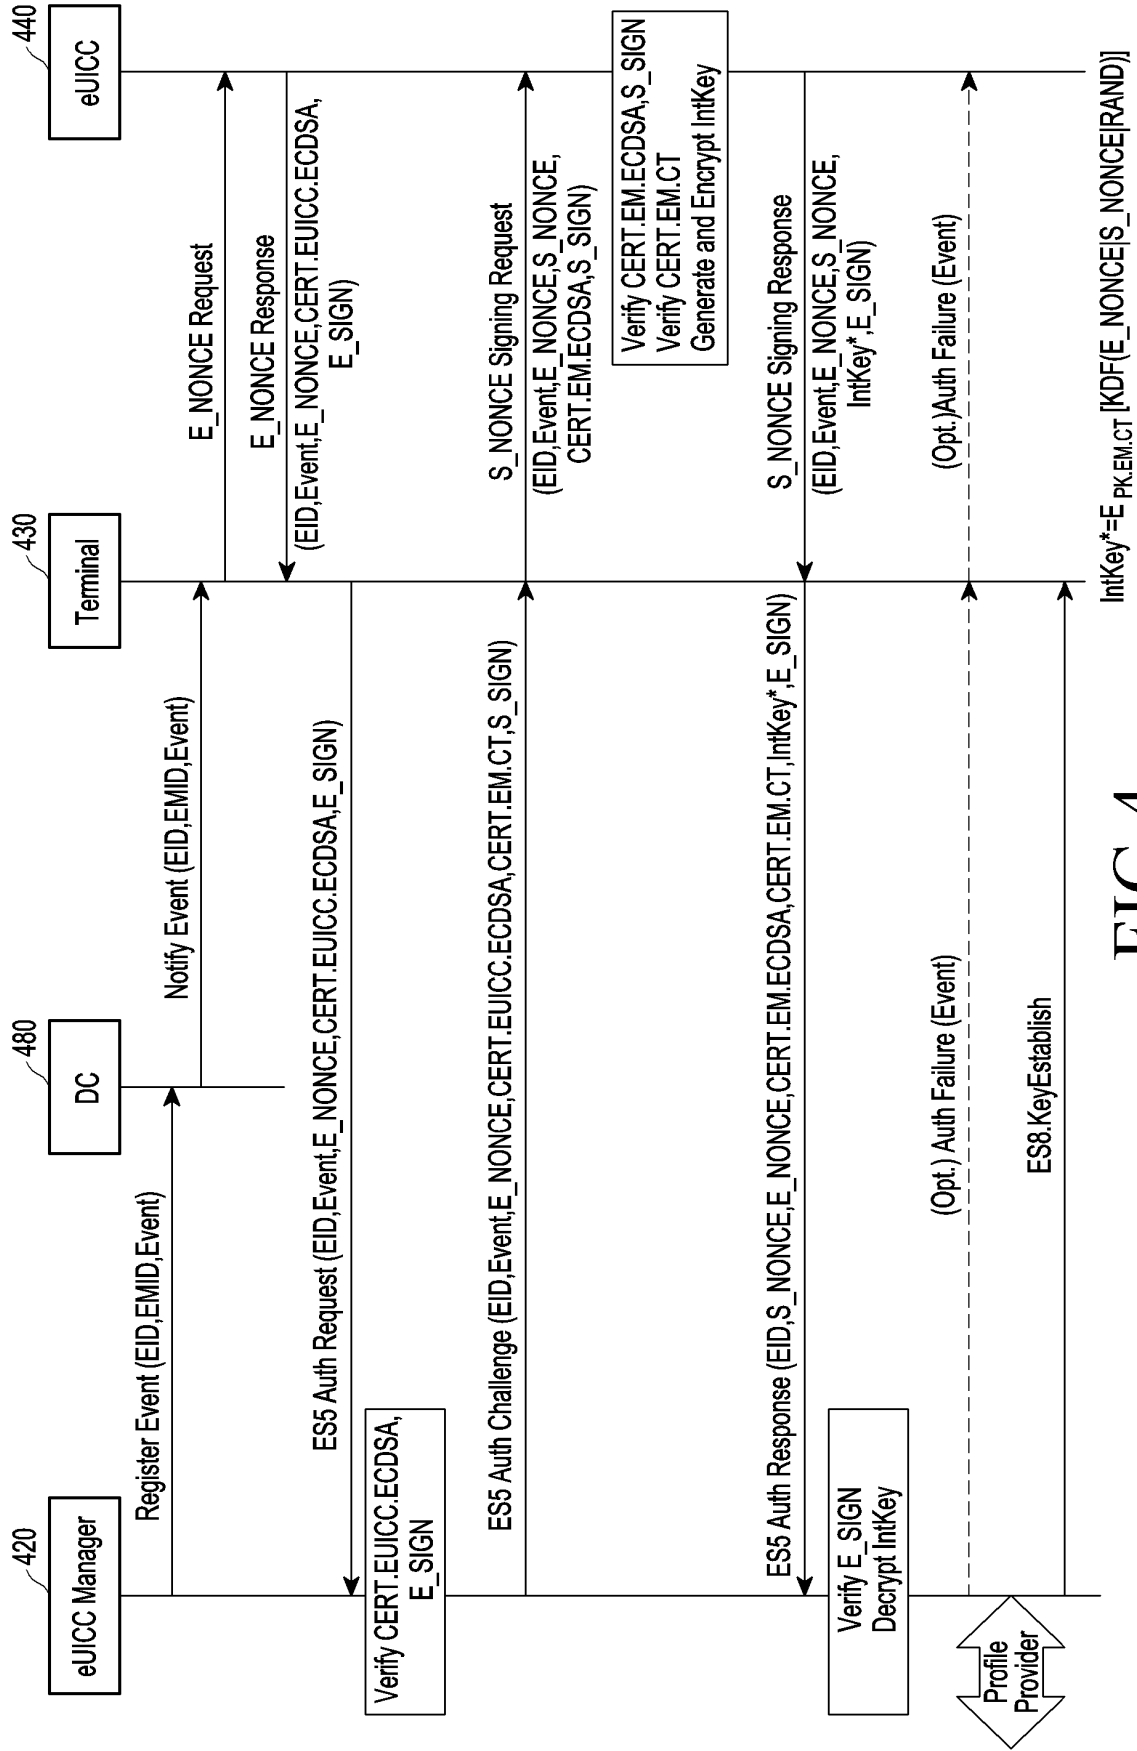 420
eUICC Manager
480
DC
430
Terminal
440
eUICC
Register Event (EID,EMID,Event)
Notify Event (EID,EMID,Event)
E_NONCE Request
E_NONCE Response
(EID,Event,E_NONCE,CERT.EUICC.ECDSA,
E_SIGN)
ES5 Auth Request (EID,Event,E_NONCE,CERT.EUICC.ECDSA,E_SIGN)
Verify CERT.EUICC.ECDSA,
E_SIGN
ES5 Auth Challenge (EID,Event,E_NONCE,CERT.EUICC.ECDSA,CERT.EM.CT,S_SIGN)
S_NONCE Signing Request
(EID,Event,E_NONCE,S_NONCE,
CERT.EM.ECDSA,S_SIGN)
Verify CERT.EM.ECDSA,S_SIGN
Verify CERT.EM.CT
Generate and Encrypt IntKey
S_NONCE Signing Response
(EID,Event,E_NONCE,S_NONCE,
IntKey*,E_SIGN)
ES5 Auth Response (EID,S_NONCE,E_NONCE,CERT.EM.ECDSA,CERT.EM.CT,IntKey*,E_SIGN)
Verify E_SIGN
Decrypt IntKey
(Opt.) Auth Failure (Event)
(Opt.)Auth Failure (Event)
Profile
Provider
ES8.KeyEstablish
IntKey*=E PK.EM.CT [KDF(E_NONCE|S_NONCE|RAND)]
FIG.4